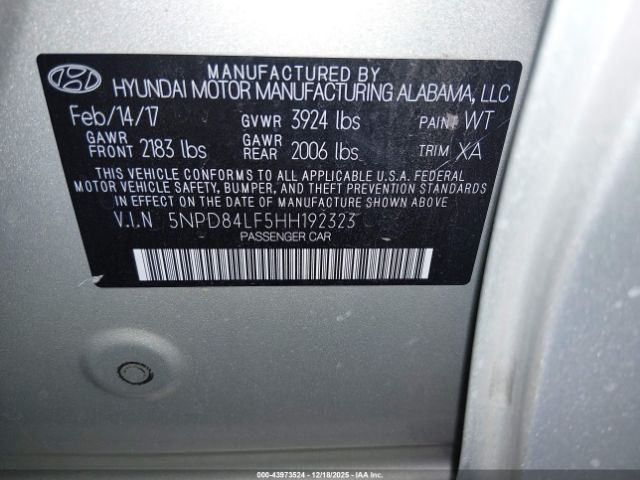 MANUFACTURED BY
HYUNDAI MOTOR MANUFACTURING ALABAMA, LLC
Feb/14/17 GVWR 3924 lbs PAINT WT
GAWR FRONT 2183 lbs GAWR REAR 2006 lbs TRIM XA
THIS VEHICLE CONFORMS TO ALL APPLICABLE U.S.A. FEDERAL
MOTOR VEHICLE SAFETY, BUMPER, AND THEFT PREVENTION STANDARDS
IN EFFECT ON THE DATE OF MANUFACTURE SHOWN ABOVE.
V.I.N 5NPD84LF5HH192323
PASSENGER CAR
000-43973524 | 12/18/2025 | IAAI.COM